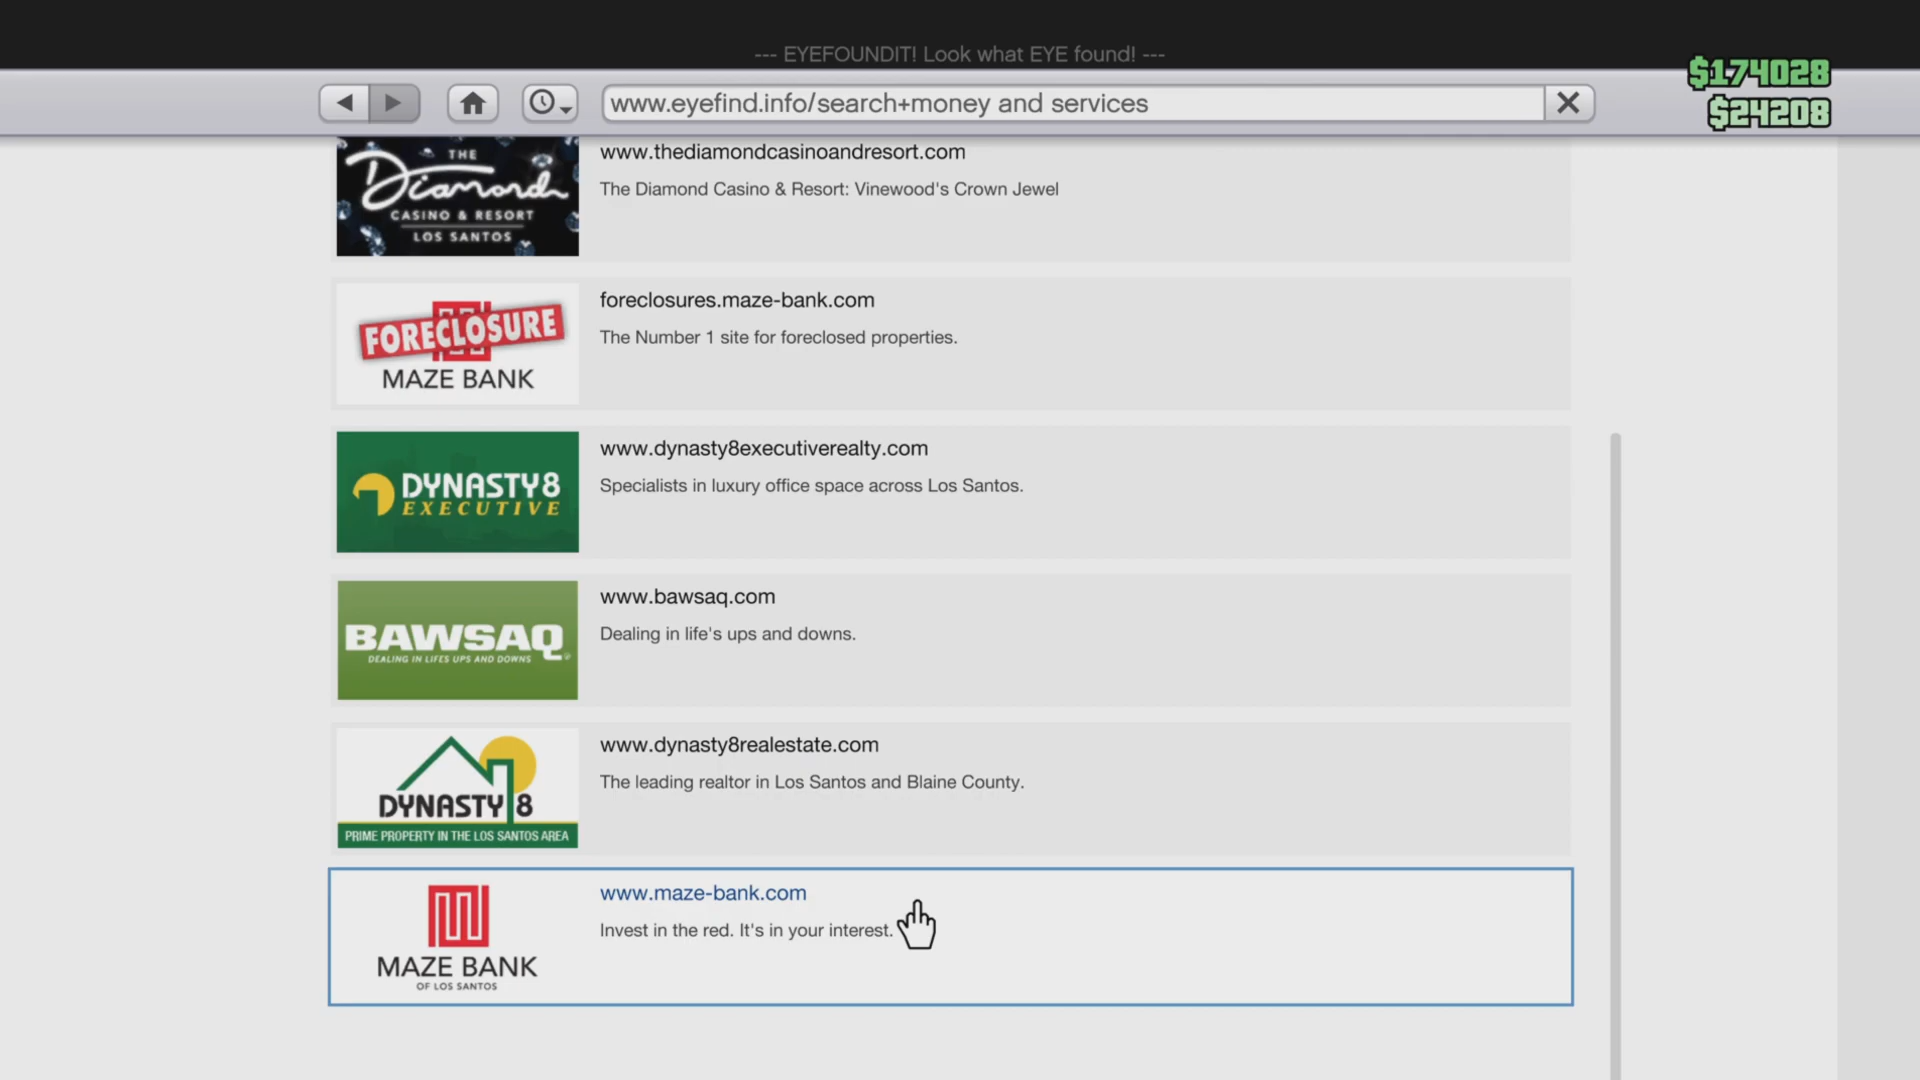 --- EYEFOUNDIT! Look what EYE found! ---
www.eyefind.info/search+money and services
$174028
$24208
THE
Diamond
CASINO & RESORT
LOS SANTOS
www.thediamondcasinoandresort.com
The Diamond Casino & Resort: Vinewood's Crown Jewel
FORECLOSURE
MAZE BANK
foreclosures.maze-bank.com
The Number 1 site for foreclosed properties.
DYNASTY8
EXECUTIVE
www.dynasty8executiverealty.com
Specialists in luxury office space across Los Santos.
BAWSAQ
DEALING IN LIFES UPS AND DOWNS
www.bawsaq.com
Dealing in life's ups and downs.
DYNASTY 8
PRIME PROPERTY IN THE LOS SANTOS AREA
www.dynasty8realestate.com
The leading realtor in Los Santos and Blaine County.
MAZE BANK
OF LOS SANTOS
www.maze-bank.com
Invest in the red. It's in your interest.